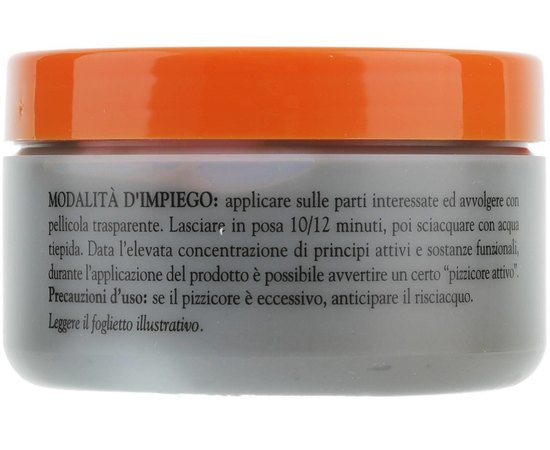 MODALITÀ D'IMPIEGO: applicare sulle parti interessate ed avvolgere con
pellicola trasparente. Lasciare in posa 10/12 minuti, poi sciacquare con acqua
tiepida. Data l’elevata concentrazione di principi attivi e sostanze funzionali,
durante l’applicazione del prodotto è possibile avvertire un certo “pizzicore attivo”.
Precauzioni d’uso: se il pizzicore è eccessivo, anticipare il risciacquo.
Leggere il foglietto illustrativo.